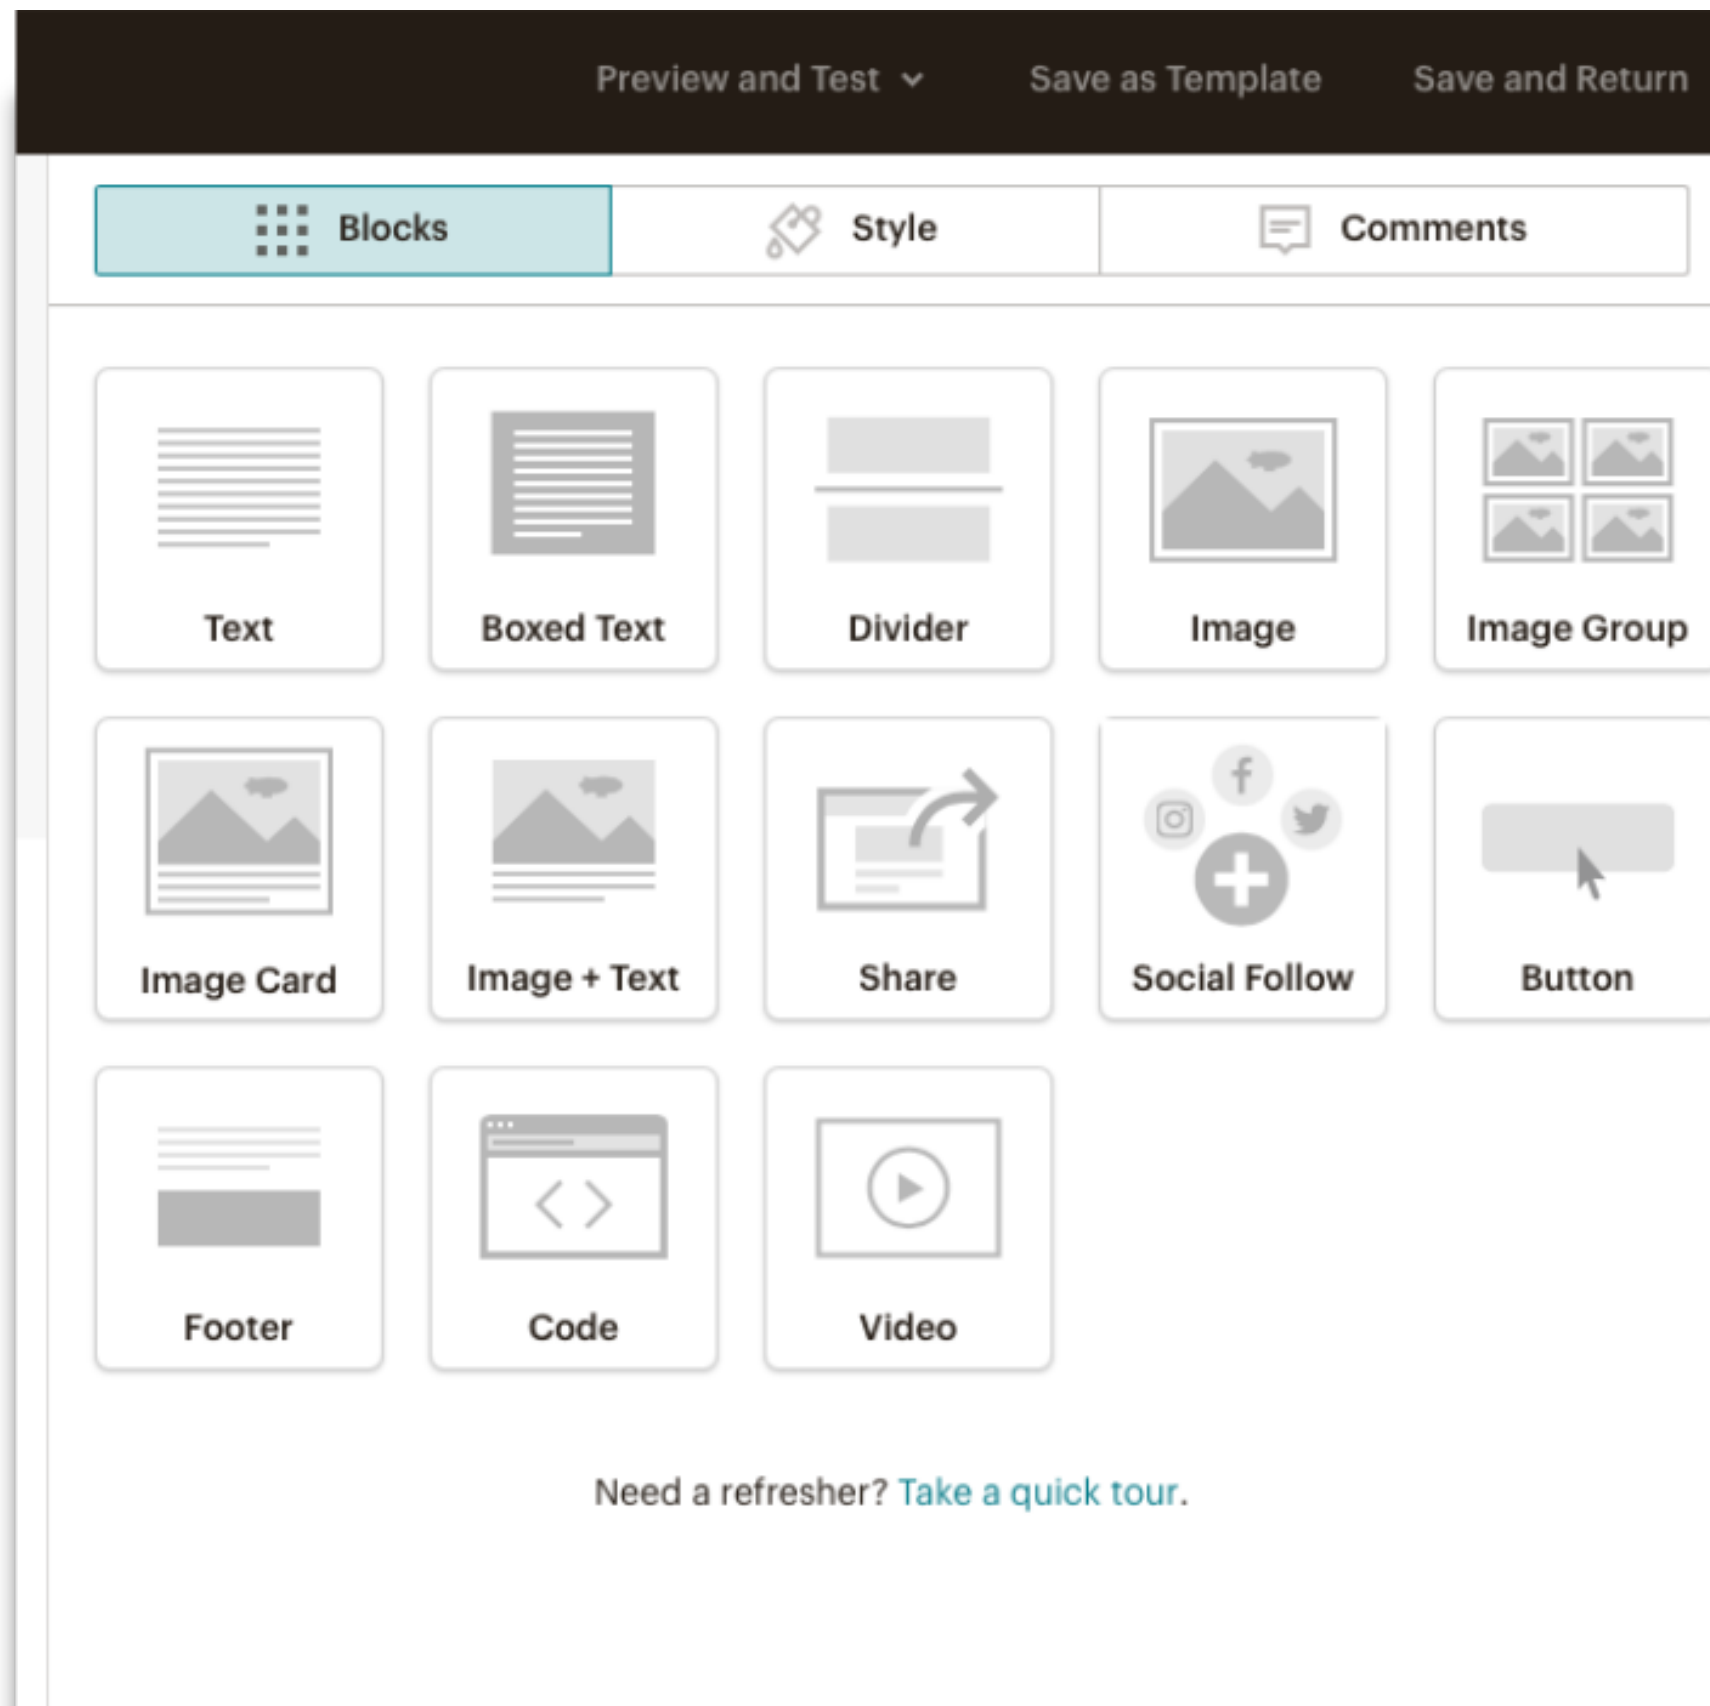 Preview and Test Save as Template Save and Return
Blocks Style Comments
Text Boxed Text Divider Image Image Group
Image Card Image + Text Share Social Follow Button
Footer Code Video
Need a refresher? Take a quick tour.